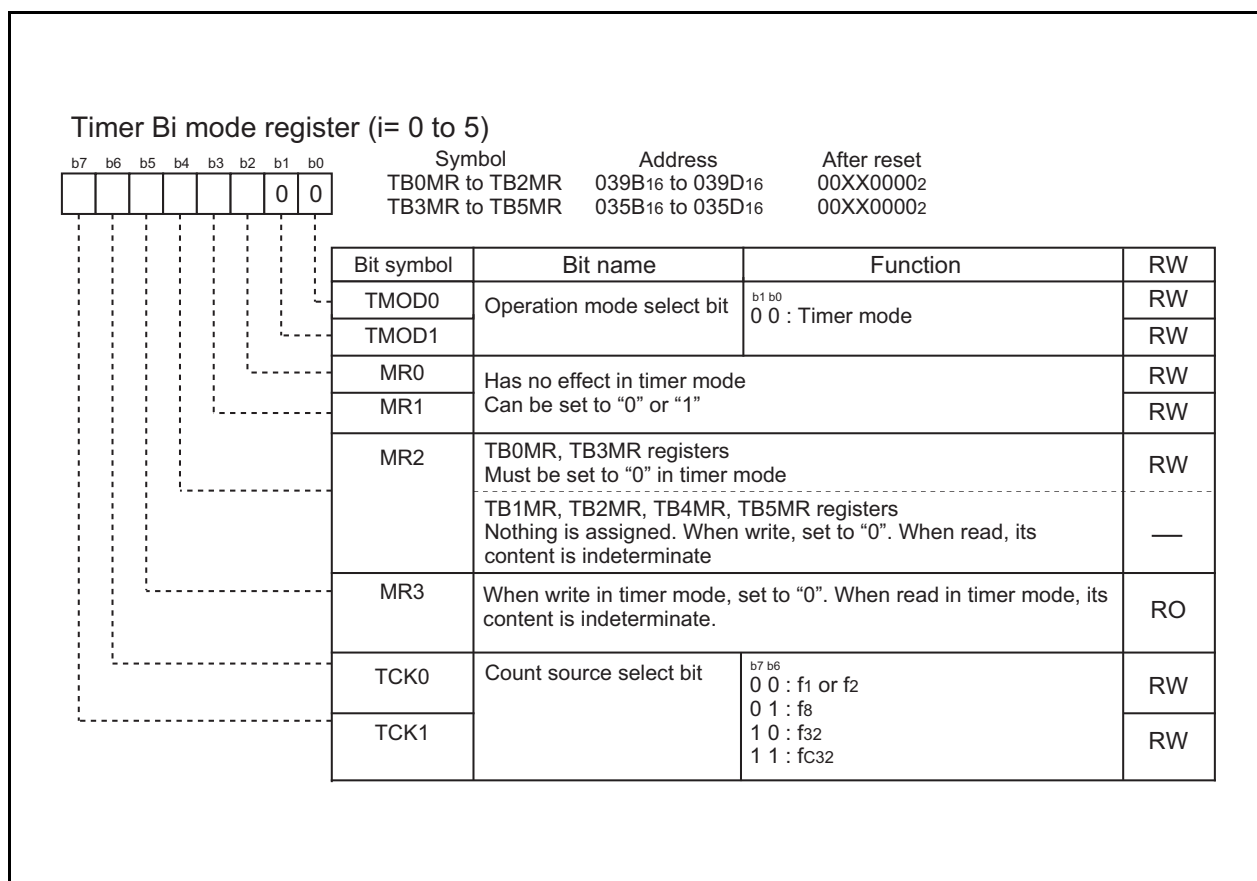 Timer Bi mode register (i= 0 to 5)
b7 b6 b5 b4 b3 b2 b1 b0
0 0
Symbol Address After reset
TB0MR to TB2MR 039B16 to 039D16 00XX00002
TB3MR to TB5MR 035B16 to 035D16 00XX00002
Bit symbol Bit name Function RW
TMOD0 Operation mode select bit b1 b0 RW
0 0 : Timer mode
TMOD1 RW
MR0 Has no effect in timer mode RW
MR1 Can be set to “0” or “1” RW
MR2 TB0MR, TB3MR registers
Must be set to “0” in timer mode RW
TB1MR, TB2MR, TB4MR, TB5MR registers
Nothing is assigned. When write, set to “0”. When read, its —
content is indeterminate
MR3 When write in timer mode, set to “0”. When read in timer mode, its
content is indeterminate. RO
TCK0 Count source select bit b7 b6
0 0 : f1 or f2 RW
0 1 : f8
TCK1 1 0 : f32 RW
1 1 : fC32